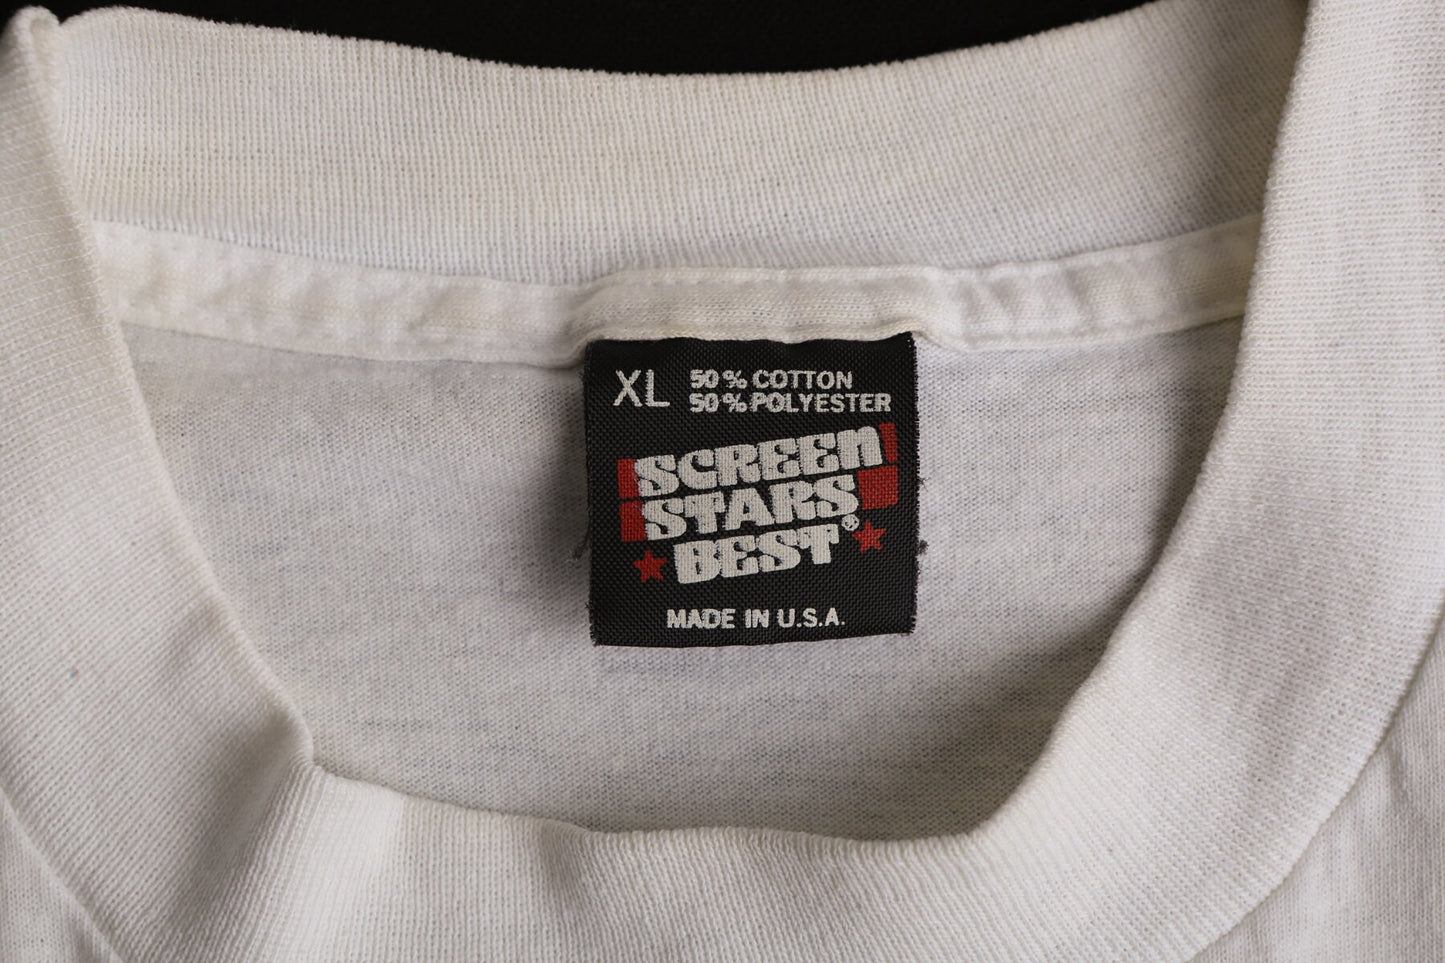 XL 50% COTTON
50% POLYESTER
SCREEN
STARS
BEST®
MADE IN U.S.A.